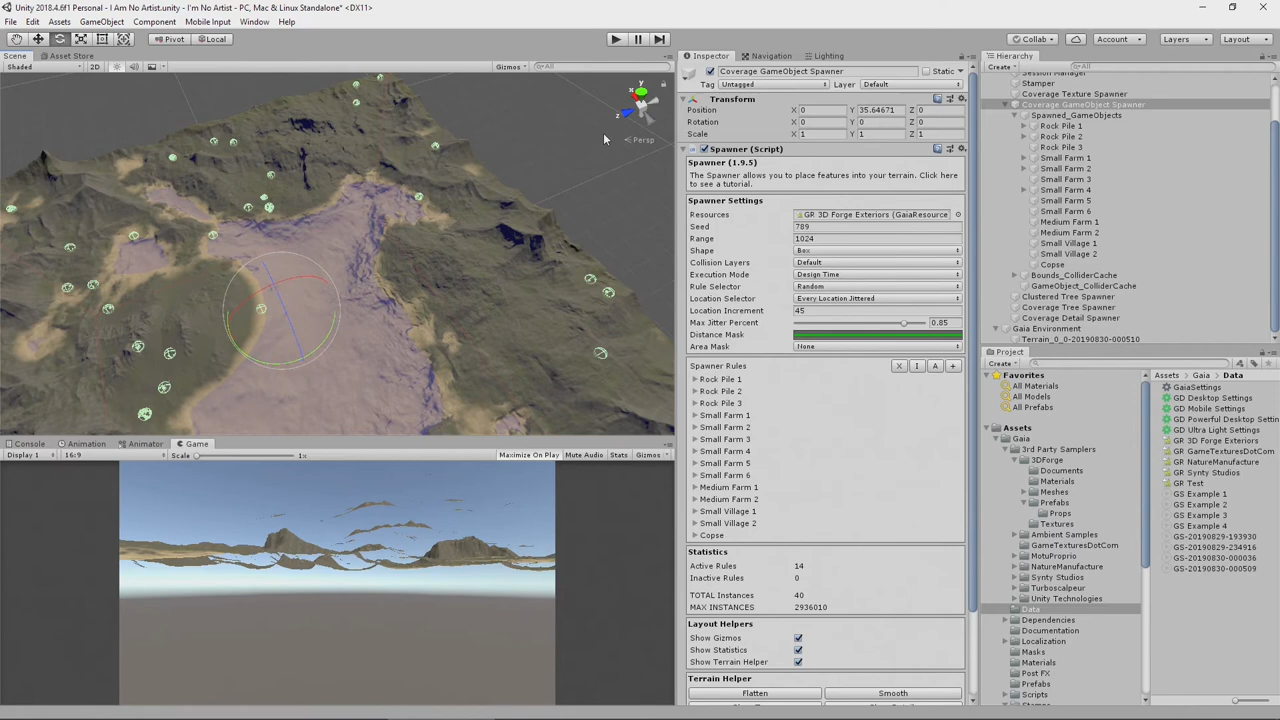 Unity 2018.4.6f1 Personal - I Am No Artist.unity - I'm No Artist - PC, Mac & Linux Standalone* <DX11>
File Edit Assets GameObject Component Mobile Input Window Help
Pivot Local Collab Account Layers Layout
Scene Asset Store
Shaded 2D Gizmos All
y
x
z
Persp
Console Animation Animator Game
Display 1 16:9 Scale 1x Maximize On Play Mute Audio Stats Gizmos
Inspector Navigation Lighting
Coverage GameObject Spawner Static
Tag Untagged Layer Default
Transform
Position X 0 Y 35.64671 Z 0
Rotation X 0 Y 0 Z 0
Scale X 1 Y 1 Z 1
Spawner (Script)
Spawner (1.9.5)
The Spawner allows you to place features into your terrain. Click here
to see a tutorial.
Spawner Settings
Resources GR 3D Forge Exteriors (GaiaResource
Seed 789
Range 1024
Shape Box
Collision Layers Default
Execution Mode Design Time
Rule Selector Random
Location Selector Every Location Jittered
Location Increment 45
Max Jitter Percent 0.85
Distance Mask
Area Mask None
Spawner Rules X I A +
Rock Pile 1
Rock Pile 2
Rock Pile 3
Small Farm 1
Small Farm 2
Small Farm 3
Small Farm 4
Small Farm 5
Small Farm 6
Medium Farm 1
Medium Farm 2
Small Village 1
Small Village 2
Copse
Statistics
Active Rules 14
Inactive Rules 0
TOTAL Instances 40
MAX INSTANCES 2936010
Layout Helpers
Show Gizmos
Show Statistics
Show Terrain Helper
Terrain Helper
Flatten Smooth
Hierarchy
Create All
Session Manager
Stamper
Coverage Texture Spawner
Coverage GameObject Spawner
Spawned_GameObjects
Rock Pile 1
Rock Pile 2
Rock Pile 3
Small Farm 1
Small Farm 2
Small Farm 3
Small Farm 4
Small Farm 5
Small Farm 6
Medium Farm 1
Medium Farm 2
Small Village 1
Small Village 2
Copse
Bounds_ColliderCache
GameObject_ColliderCache
Clustered Tree Spawner
Coverage Tree Spawner
Coverage Detail Spawner
Gaia Environment
Terrain_0_0-20190830-000510
Project
Create
Favorites
All Materials
All Models
All Prefabs
Assets
Gaia
3rd Party Samplers
3DForge
Documents
Materials
Meshes
Prefabs
Props
Textures
Ambient Samples
GameTexturesDotCom
MotuProprio
NatureManufacture
Synty Studios
Turboscalpeur
Unity Technologies
Data
Dependencies
Documentation
Localization
Masks
Materials
Post FX
Prefabs
Scripts
Assets Gaia Data
GaiaSettings
GD Desktop Settings
GD Mobile Settings
GD Powerful Desktop Settin
GD Ultra Light Settings
GR 3D Forge Exteriors
GR GameTexturesDotCom
GR NatureManufacture
GR Synty Studios
GR Test
GS Example 1
GS Example 2
GS Example 3
GS Example 4
GS-20190829-193930
GS-20190829-234916
GS-20190830-000036
GS-20190830-000509